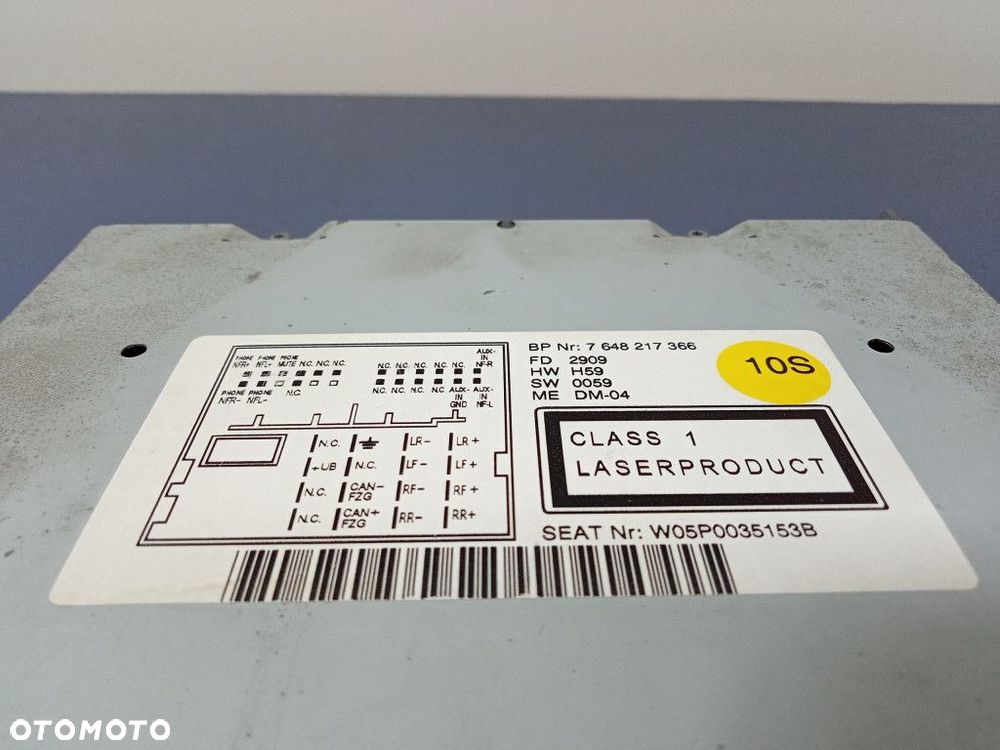 PHONE PHONE PHONE
NFR+ NFL+ MUTE N.C. N.C. N.C.
PHONE PHONE N.C.
NFR- NFL-
AUX-
IN
NF-R
N.C. N.C. N.C. N.C. N.C.
N.C. N.C. N.C. N.C. AUX- AUX-
IN IN
GND NF-L
N.C. LR- LR+
+UB N.C. LF- LF+
N.C. CAN- FZG RF- RF+
N.C. CAN+ FZG RR- RR+
BP Nr: 7 648 217 366
FD 2909
HW H59
SW 0059
ME DM-04
10S
CLASS 1
LASERPRODUCT
SEAT Nr: W05P0035153B
OTOMOTO